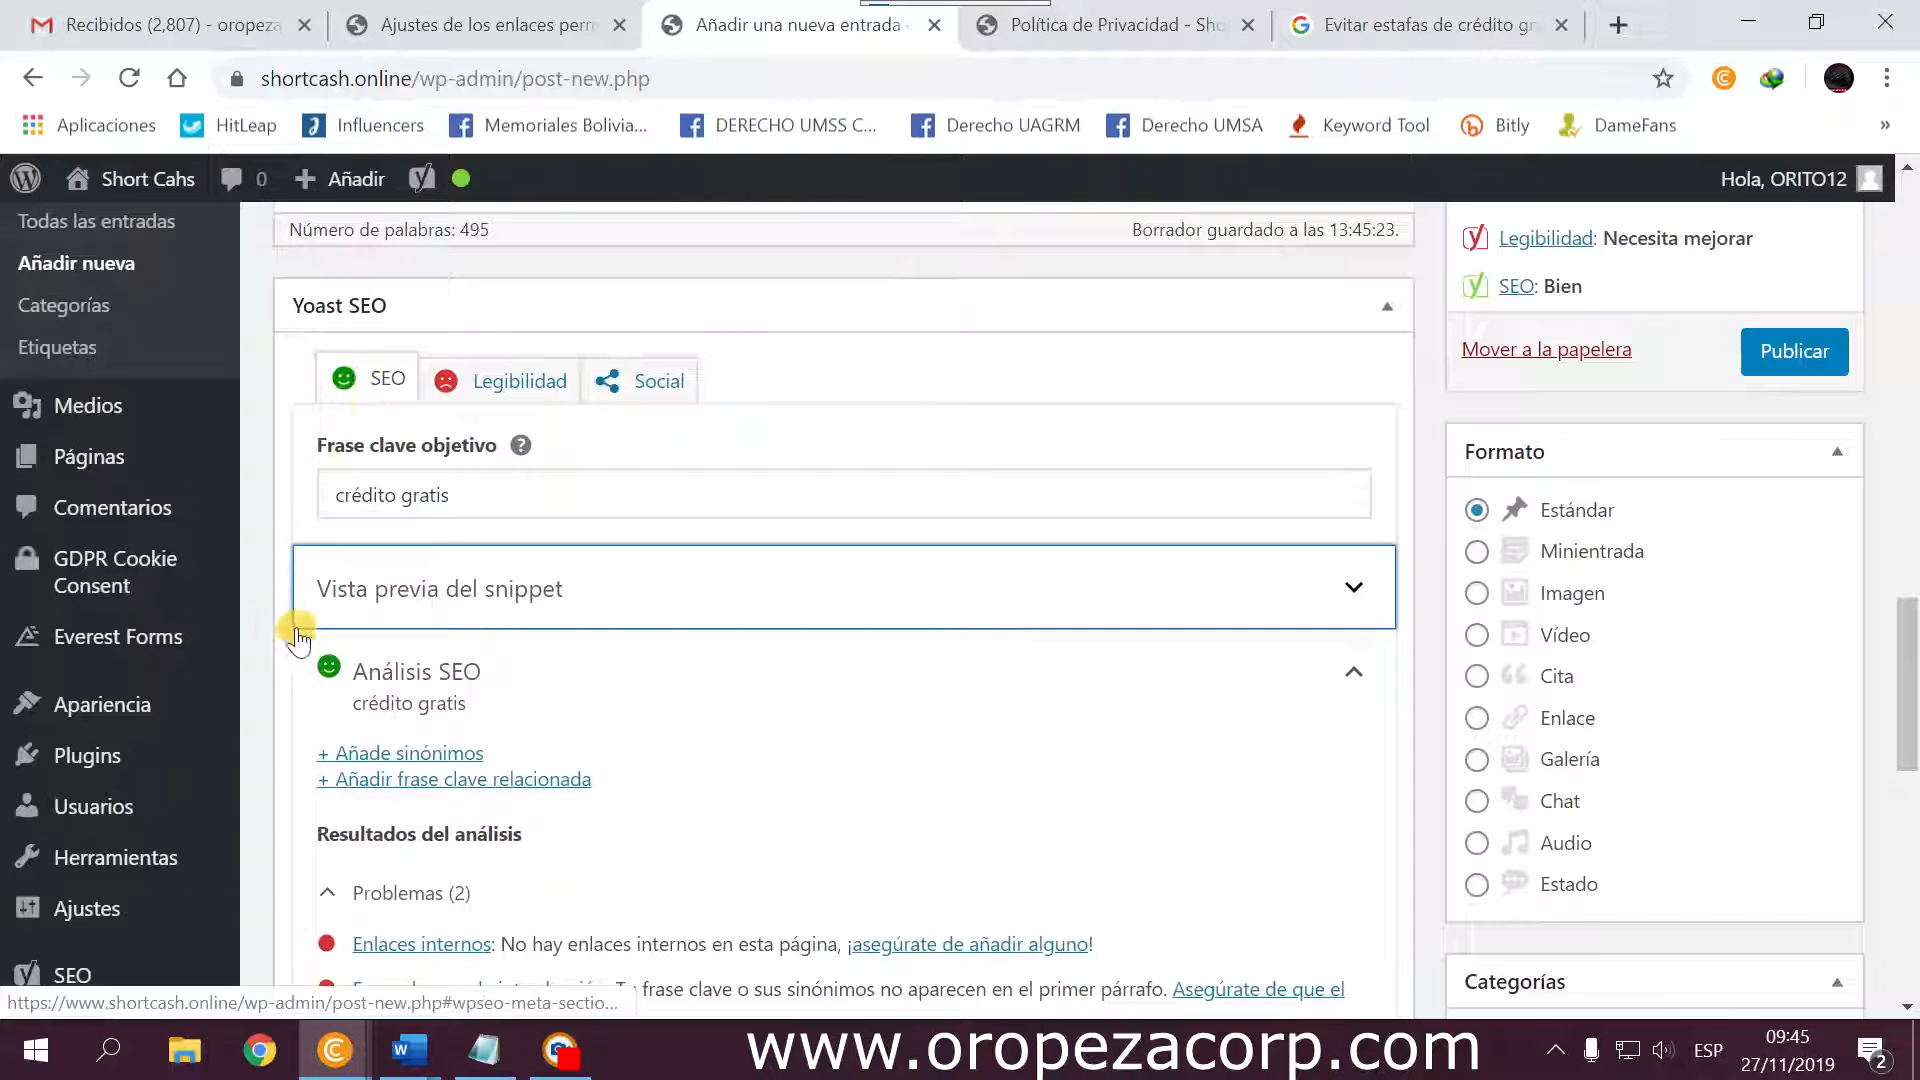 Recibidos (2,807) - oropeza
Ajustes de los enlaces perm
Añadir una nueva entrada
Política de Privacidad - Sho
Evitar estafas de crédito gr
shortcash.online/wp-admin/post-new.php
Aplicaciones
HitLeap
Influencers
Memoriales Bolivia...
DERECHO UMSS C...
Derecho UAGRM
Derecho UMSA
Keyword Tool
Bitly
DameFans
»
Short Cahs
0
Añadir
Hola, ORITO12
Todas las entradas
Añadir nueva
Categorías
Etiquetas
Medios
Páginas
Comentarios
GDPR Cookie
Consent
Everest Forms
Apariencia
Plugins
Usuarios
Herramientas
Ajustes
SEO
Número de palabras: 495
Borrador guardado a las 13:45:23.
Yoast SEO
SEO
Legibilidad
Social
Frase clave objetivo
crédito gratis
Vista previa del snippet
Análisis SEO
crédito gratis
+ Añade sinónimos
+ Añadir frase clave relacionada
Resultados del análisis
Problemas (2)
Enlaces internos: No hay enlaces internos en esta página, ¡asegúrate de añadir alguno!
frase clave o sus sinónimos no aparecen en el primer párrafo. Asegúrate de que el
Legibilidad: Necesita mejorar
SEO: Bien
Mover a la papelera
Publicar
Formato
Estándar
Minientrada
Imagen
Vídeo
Cita
Enlace
Galería
Chat
Audio
Estado
Categorías
https://www.shortcash.online/wp-admin/post-new.php#wpseo-meta-sectio...
www.oropezacorp.com
ESP
09:45
27/11/2019
2